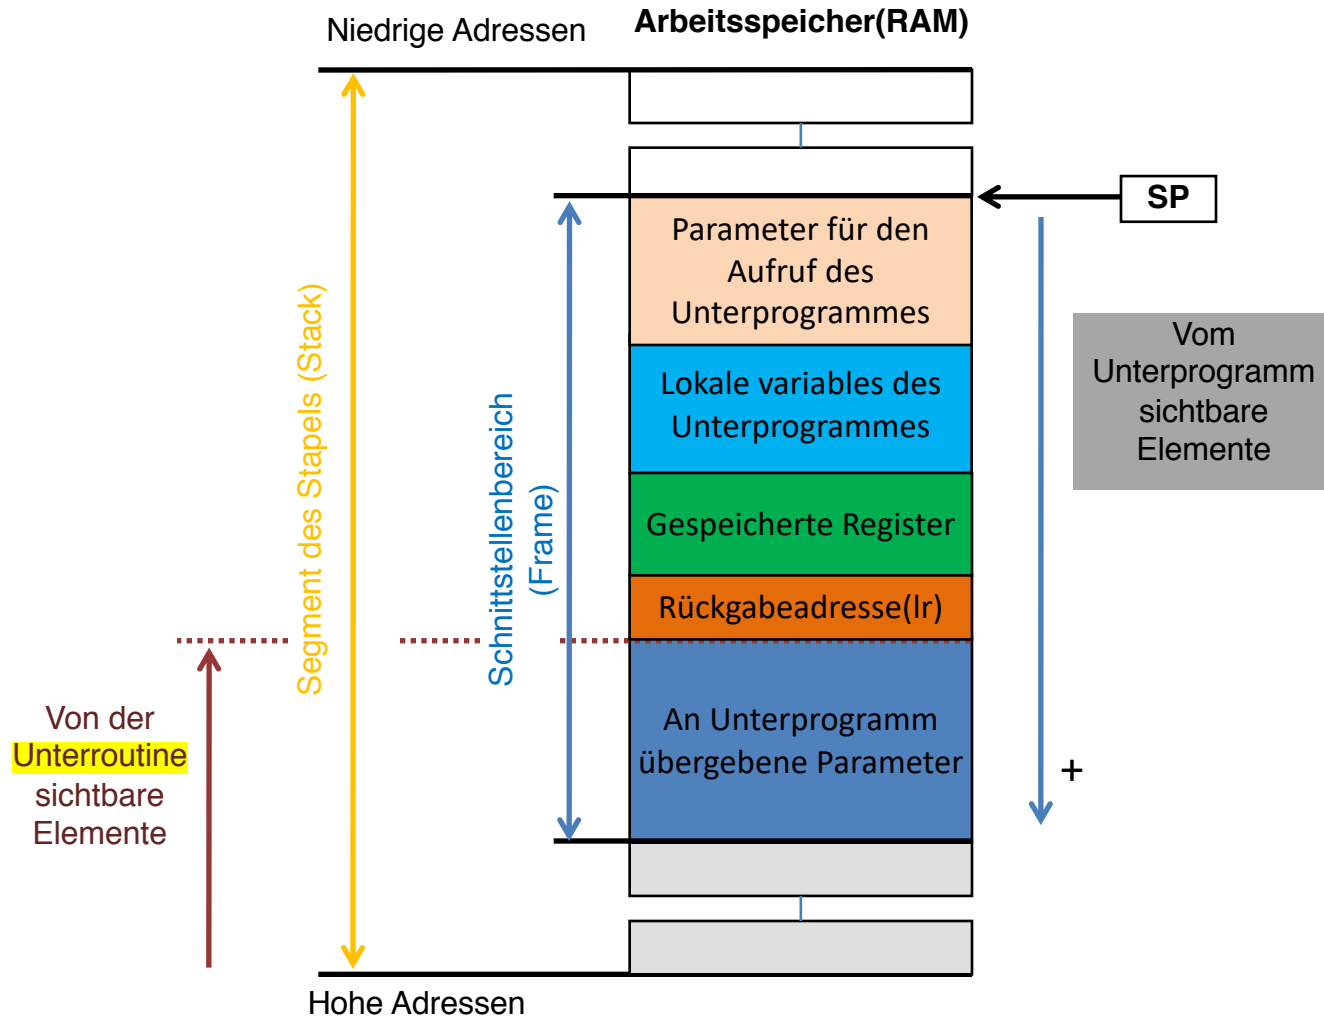 Niedrige Adressen
Arbeitsspeicher(RAM)
SP
Parameter für den
Aufruf des
Unterprogrammes
Lokale variables des
Unterprogrammes
Gespeicherte Register
Rückgabeadresse(lr)
An Unterprogramm
übergebene Parameter
Segment des Stapels (Stack)
Schnittstellenbereich
(Frame)
Vom
Unterprogramm
sichtbare
Elemente
+
Von der
Unterroutine
sichtbare
Elemente
Hohe Adressen